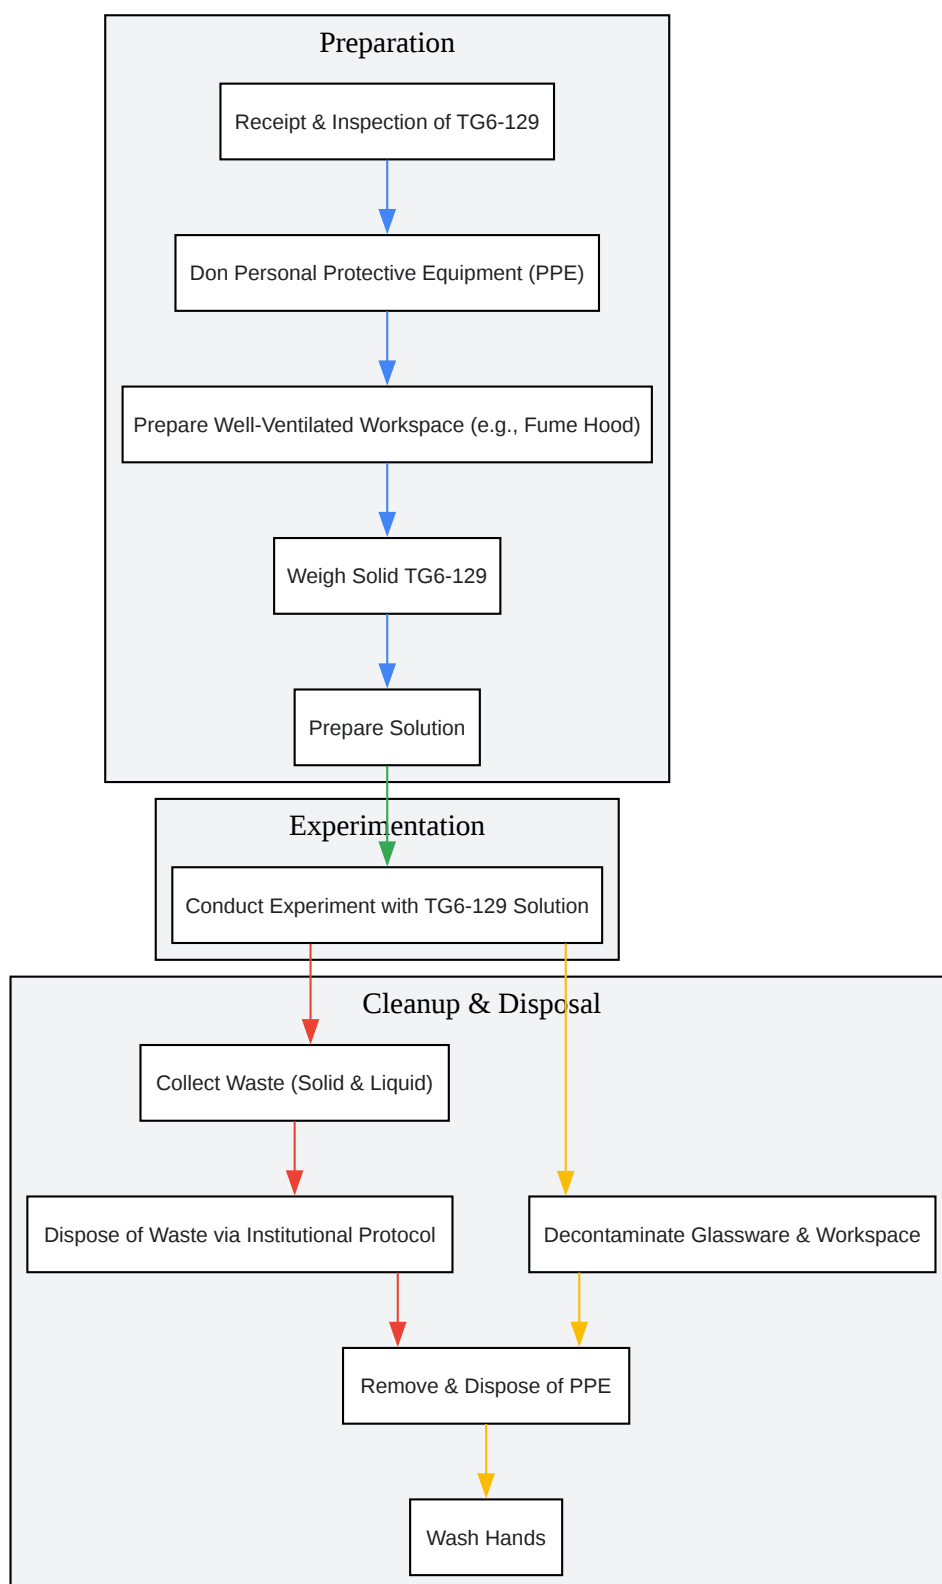 Preparation
Receipt & Inspection of TG6-129
Don Personal Protective Equipment (PPE)
Prepare Well-Ventilated Workspace (e.g., Fume Hood)
Weigh Solid TG6-129
Prepare Solution
Experimentation
Conduct Experiment with TG6-129 Solution
Cleanup & Disposal
Collect Waste (Solid & Liquid)
Dispose of Waste via Institutional Protocol
Decontaminate Glassware & Workspace
Remove & Dispose of PPE
Wash Hands